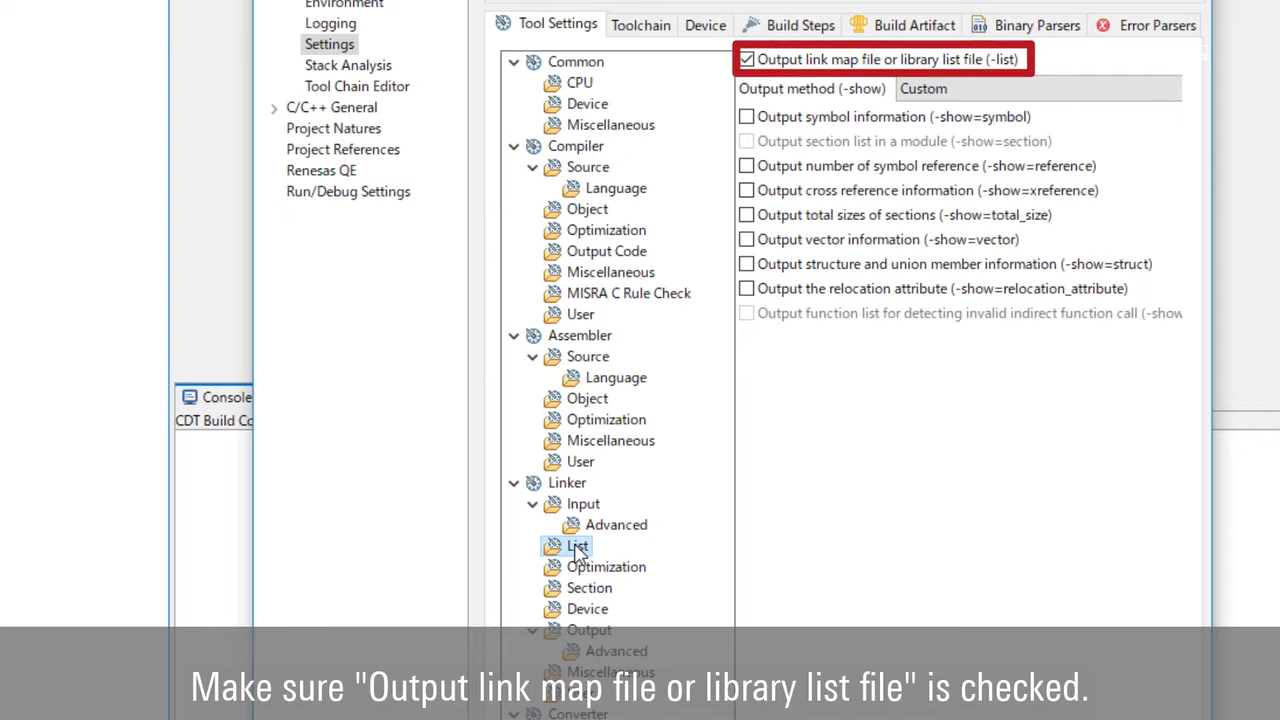 Environment
Logging
Settings
Stack Analysis
Tool Chain Editor
C/C++ General
Project Natures
Project References
Renesas QE
Run/Debug Settings
Console
CDT Build Co
Tool Settings
Toolchain
Device
Build Steps
Build Artifact
Binary Parsers
Error Parsers
Common
CPU
Device
Miscellaneous
Compiler
Source
Language
Object
Optimization
Output Code
Miscellaneous
MISRA C Rule Check
User
Assembler
Source
Language
Object
Optimization
Miscellaneous
User
Linker
Input
Advanced
List
Optimization
Section
Device
Output
Advanced
Miscellaneous
Converter
Output link map file or library list file (-list)
Output method (-show) Custom
Output symbol information (-show=symbol)
Output section list in a module (-show=section)
Output number of symbol reference (-show=reference)
Output cross reference information (-show=xreference)
Output total sizes of sections (-show=total_size)
Output vector information (-show=vector)
Output structure and union member information (-show=struct)
Output the relocation attribute (-show=relocation_attribute)
Output function list for detecting invalid indirect function call (-show
Make sure "Output link map file or library list file" is checked.